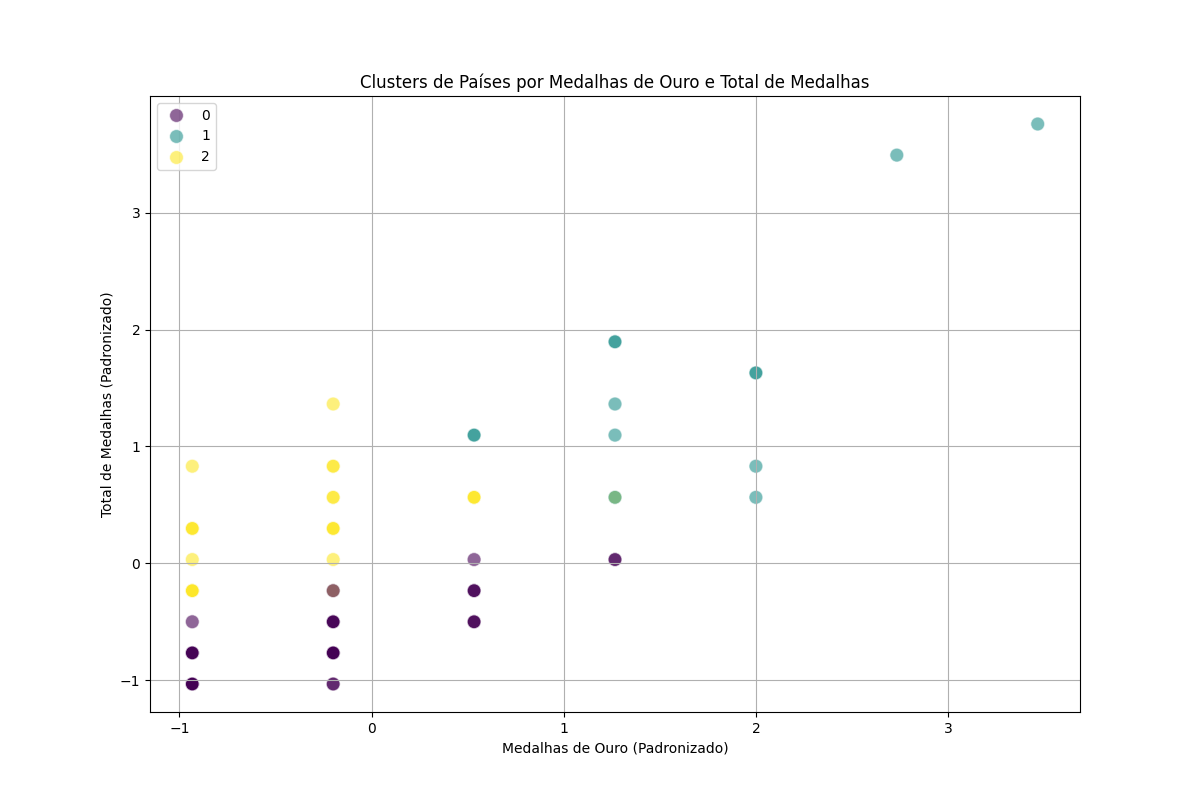 Clusters de Países por Medalhas de Ouro e Total de Medalhas
0
1
2
Total de Medalhas (Padronizado)
3
2
1
0
−1
−1 0 1 2 3
Medalhas de Ouro (Padronizado)